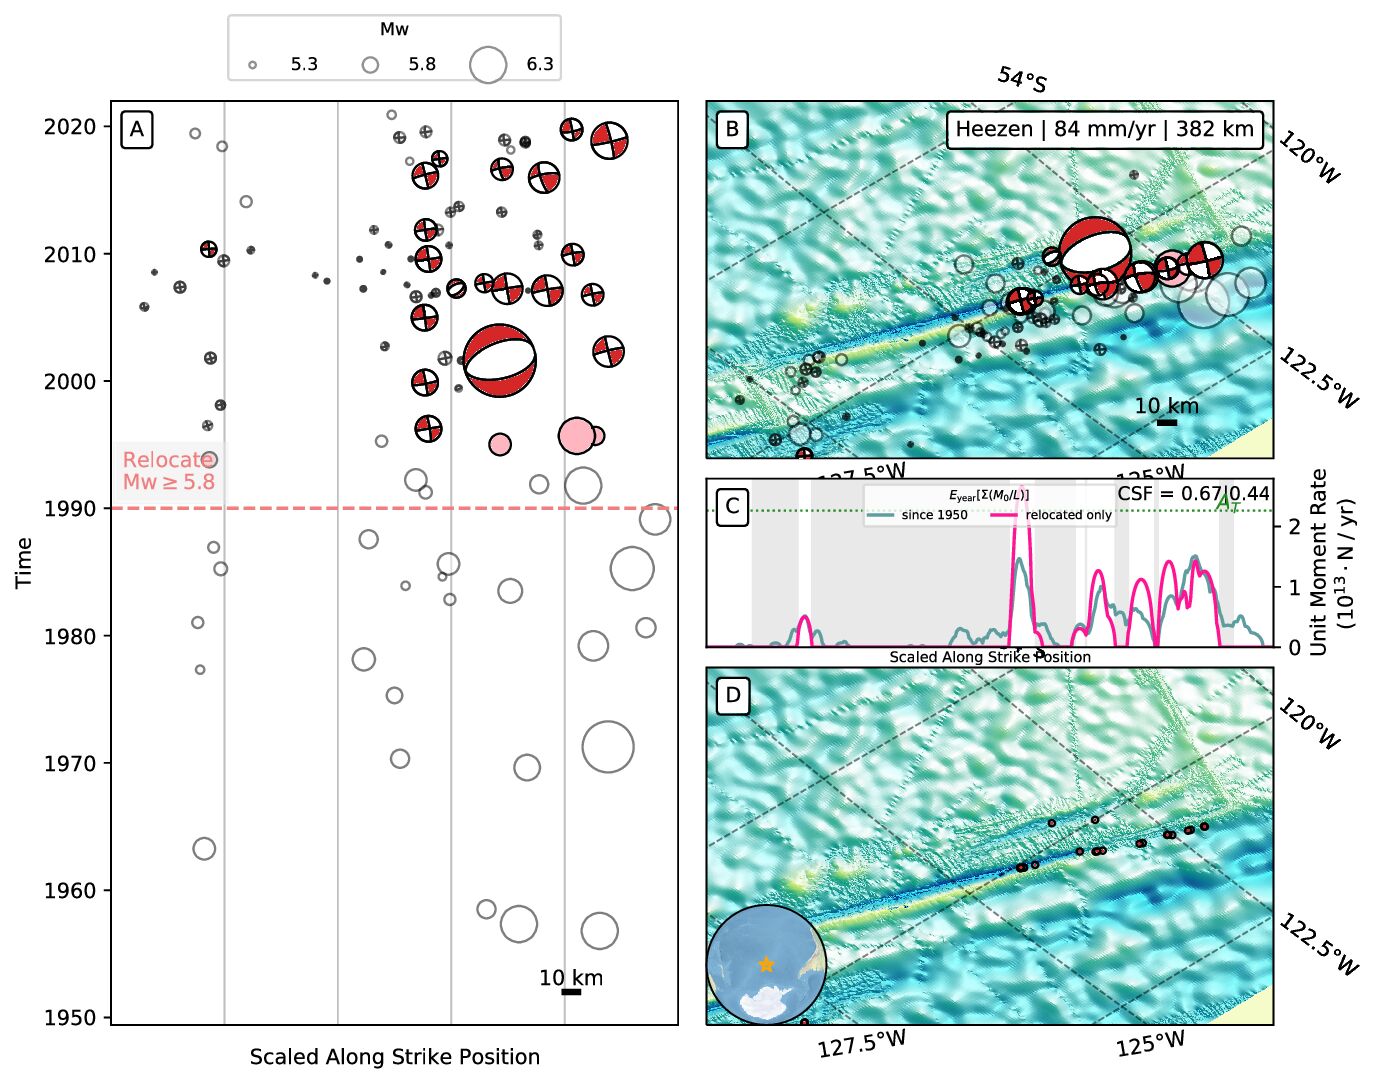 Mw
5.3 5.8 6.3
A
2020
2010
2000
1990
1980
1970
1960
1950
Time
Relocate
Mw ≥ 5.8
10 km
Scaled Along Strike Position
54°S
B
Heezen | 84 mm/yr | 382 km
120°W
122.5°W
10 km
127.5°W
125°W
C
E_year[Σ(M_0/L)]
since 1950 relocated only
CSF = 0.67|0.44
A_T
2
1
0
Unit Moment Rate
(10^13 · N / yr)
Scaled Along Strike Position
D
120°W
122.5°W
127.5°W
125°W